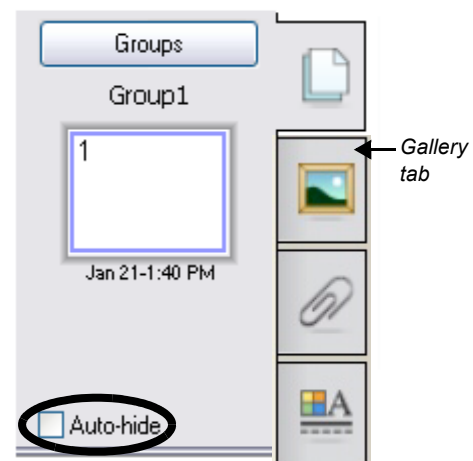 Groups
Group1
1
Jan 21-1:40 PM
Auto-hide
Gallery
tab
A